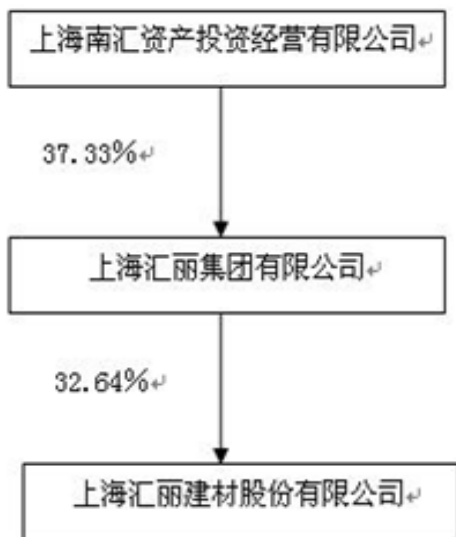 上海南汇资产投资经营有限公司
37.33%
上海汇丽集团有限公司
32.64%
上海汇丽建材股份有限公司